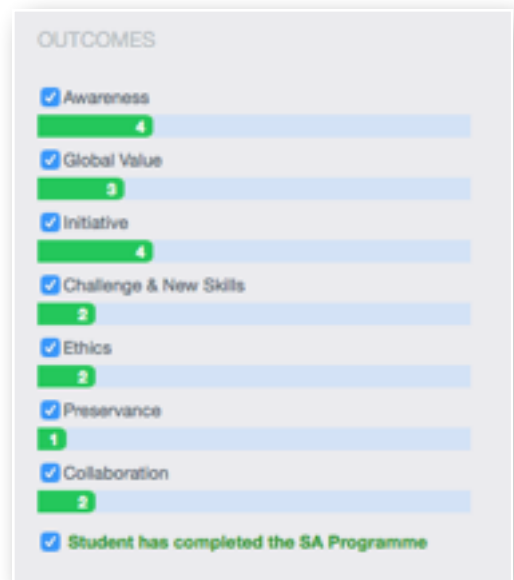 OUTCOMES
Awareness
4
Global Value
3
Initiative
4
Challenge & New Skills
2
Ethics
2
Preservance
1
Collaboration
2
Student has completed the SA Programme